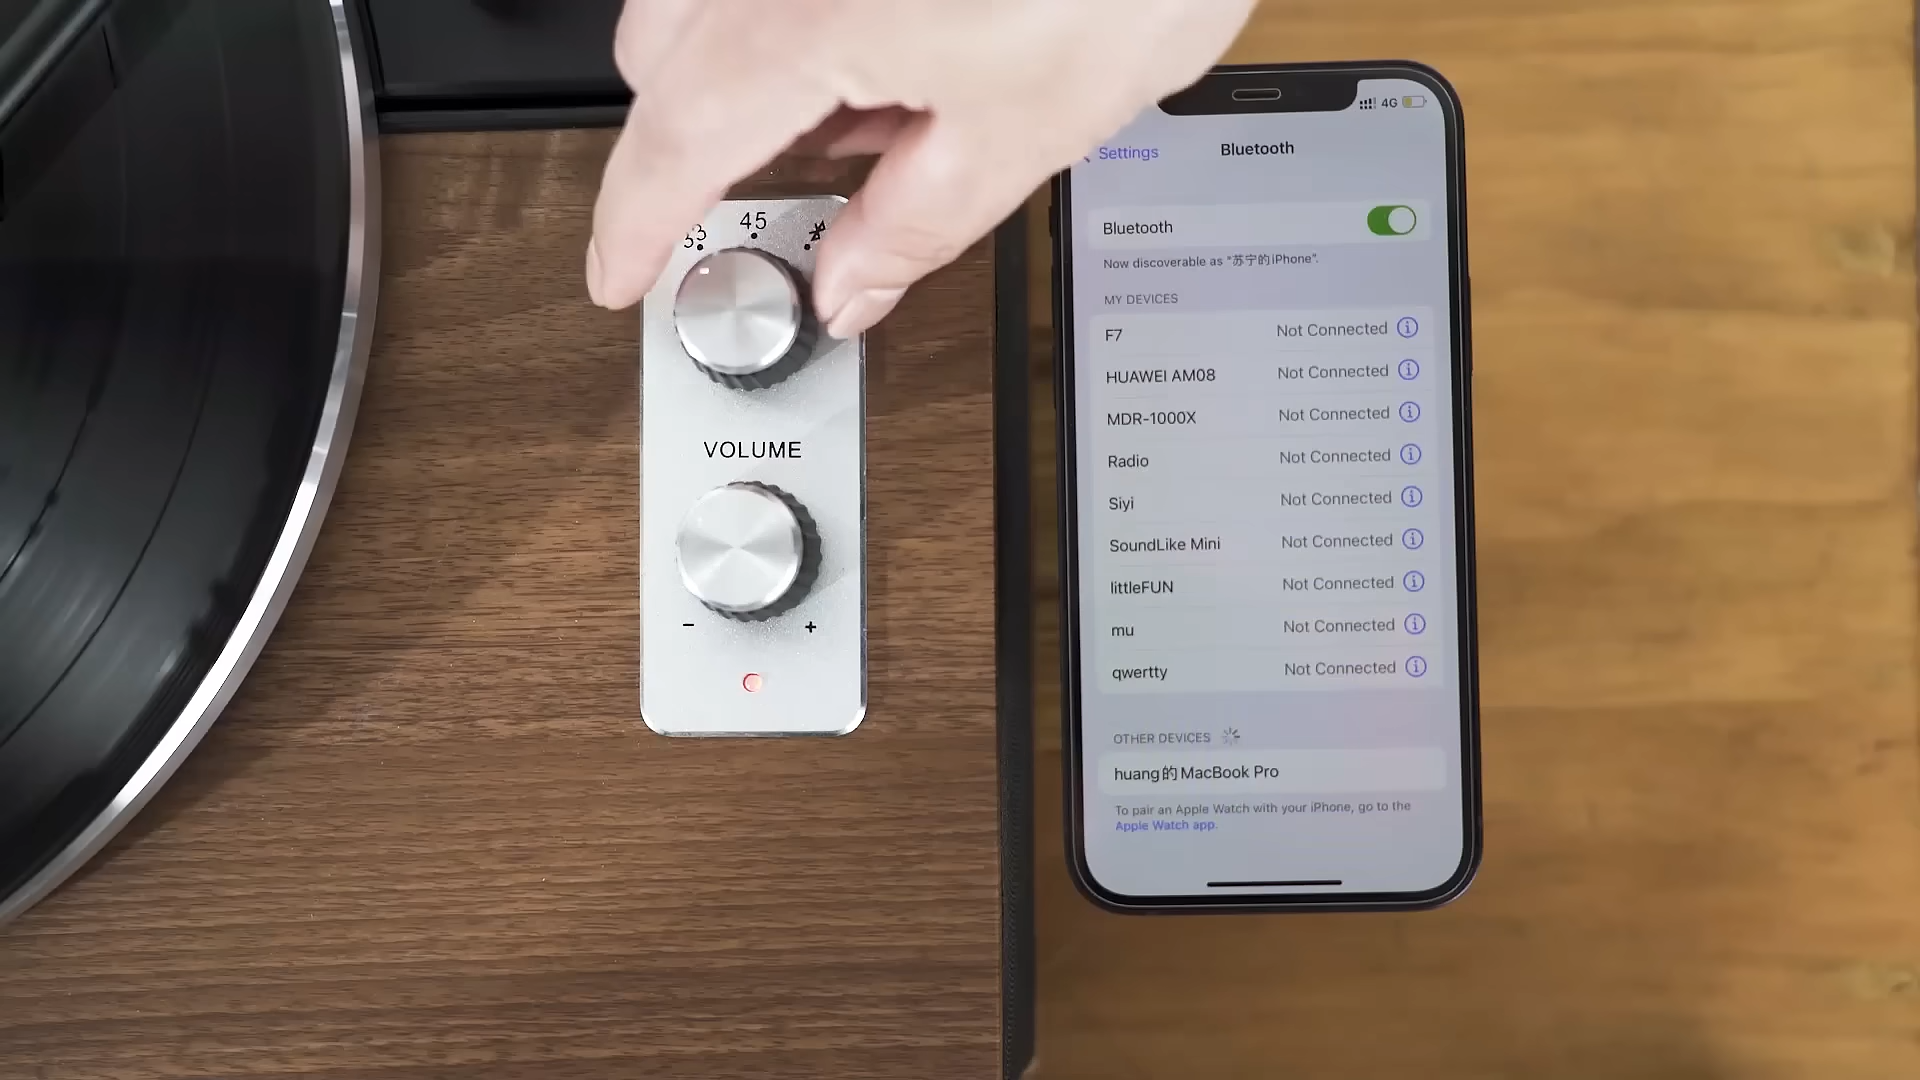 33
45
VOLUME
- +
4G
Settings
Bluetooth
Bluetooth
Now discoverable as “苏宁的iPhone”.
MY DEVICES
F7 Not Connected
HUAWEI AM08 Not Connected
MDR-1000X Not Connected
Radio Not Connected
Siyi Not Connected
SoundLike Mini Not Connected
littleFUN Not Connected
mu Not Connected
qwertty Not Connected
OTHER DEVICES
huang的MacBook Pro
To pair an Apple Watch with your iPhone, go to the
Apple Watch app.